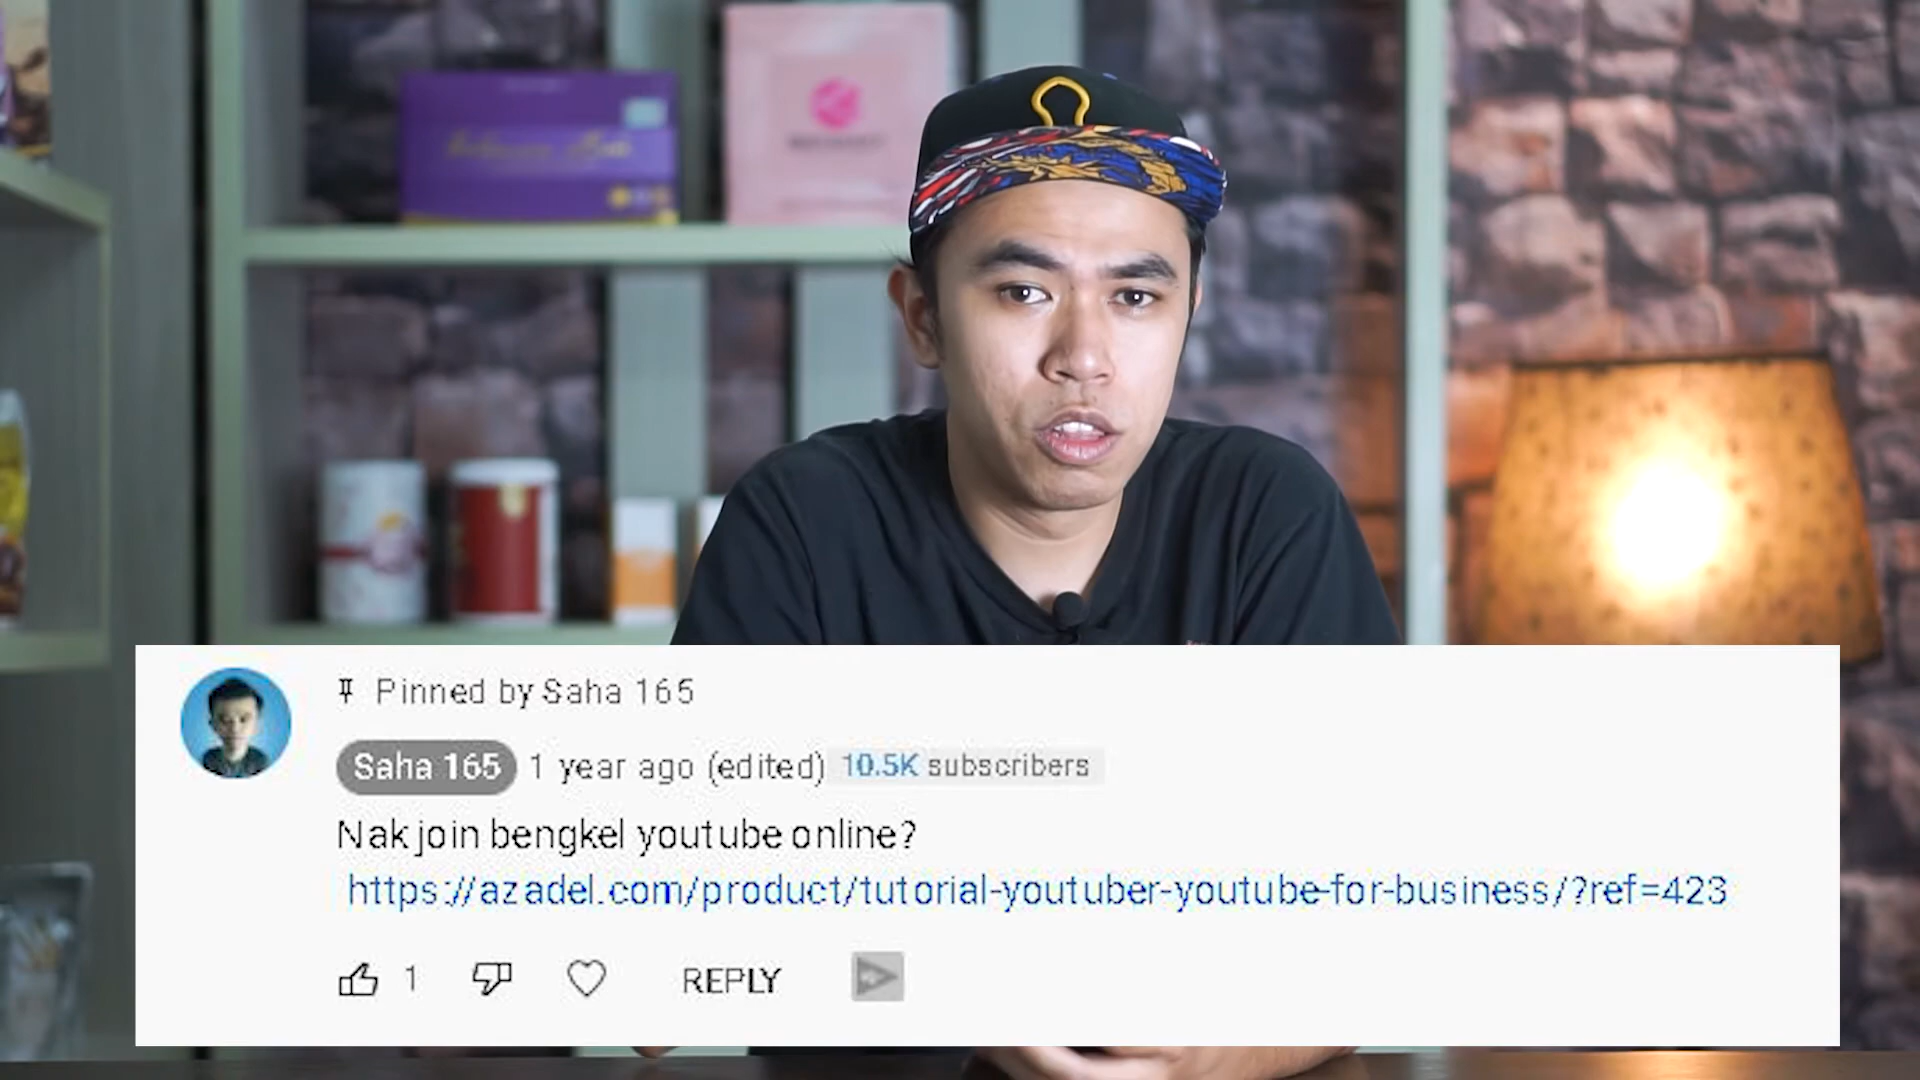 Pinned by Saha 165
Saha 165 1 year ago (edited) 10.5K subscribers
Nak join bengkel youtube online?
https://azadel.com/product/tutorial-youtuber-youtube-for-business/?ref=423
1 REPLY